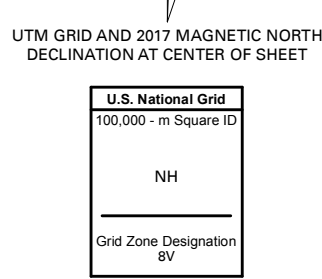 UTM GRID AND 2017 MAGNETIC NORTH
DECLINATION AT CENTER OF SHEET
U.S. National Grid
100,000 - m Square ID
NH
Grid Zone Designation
8V